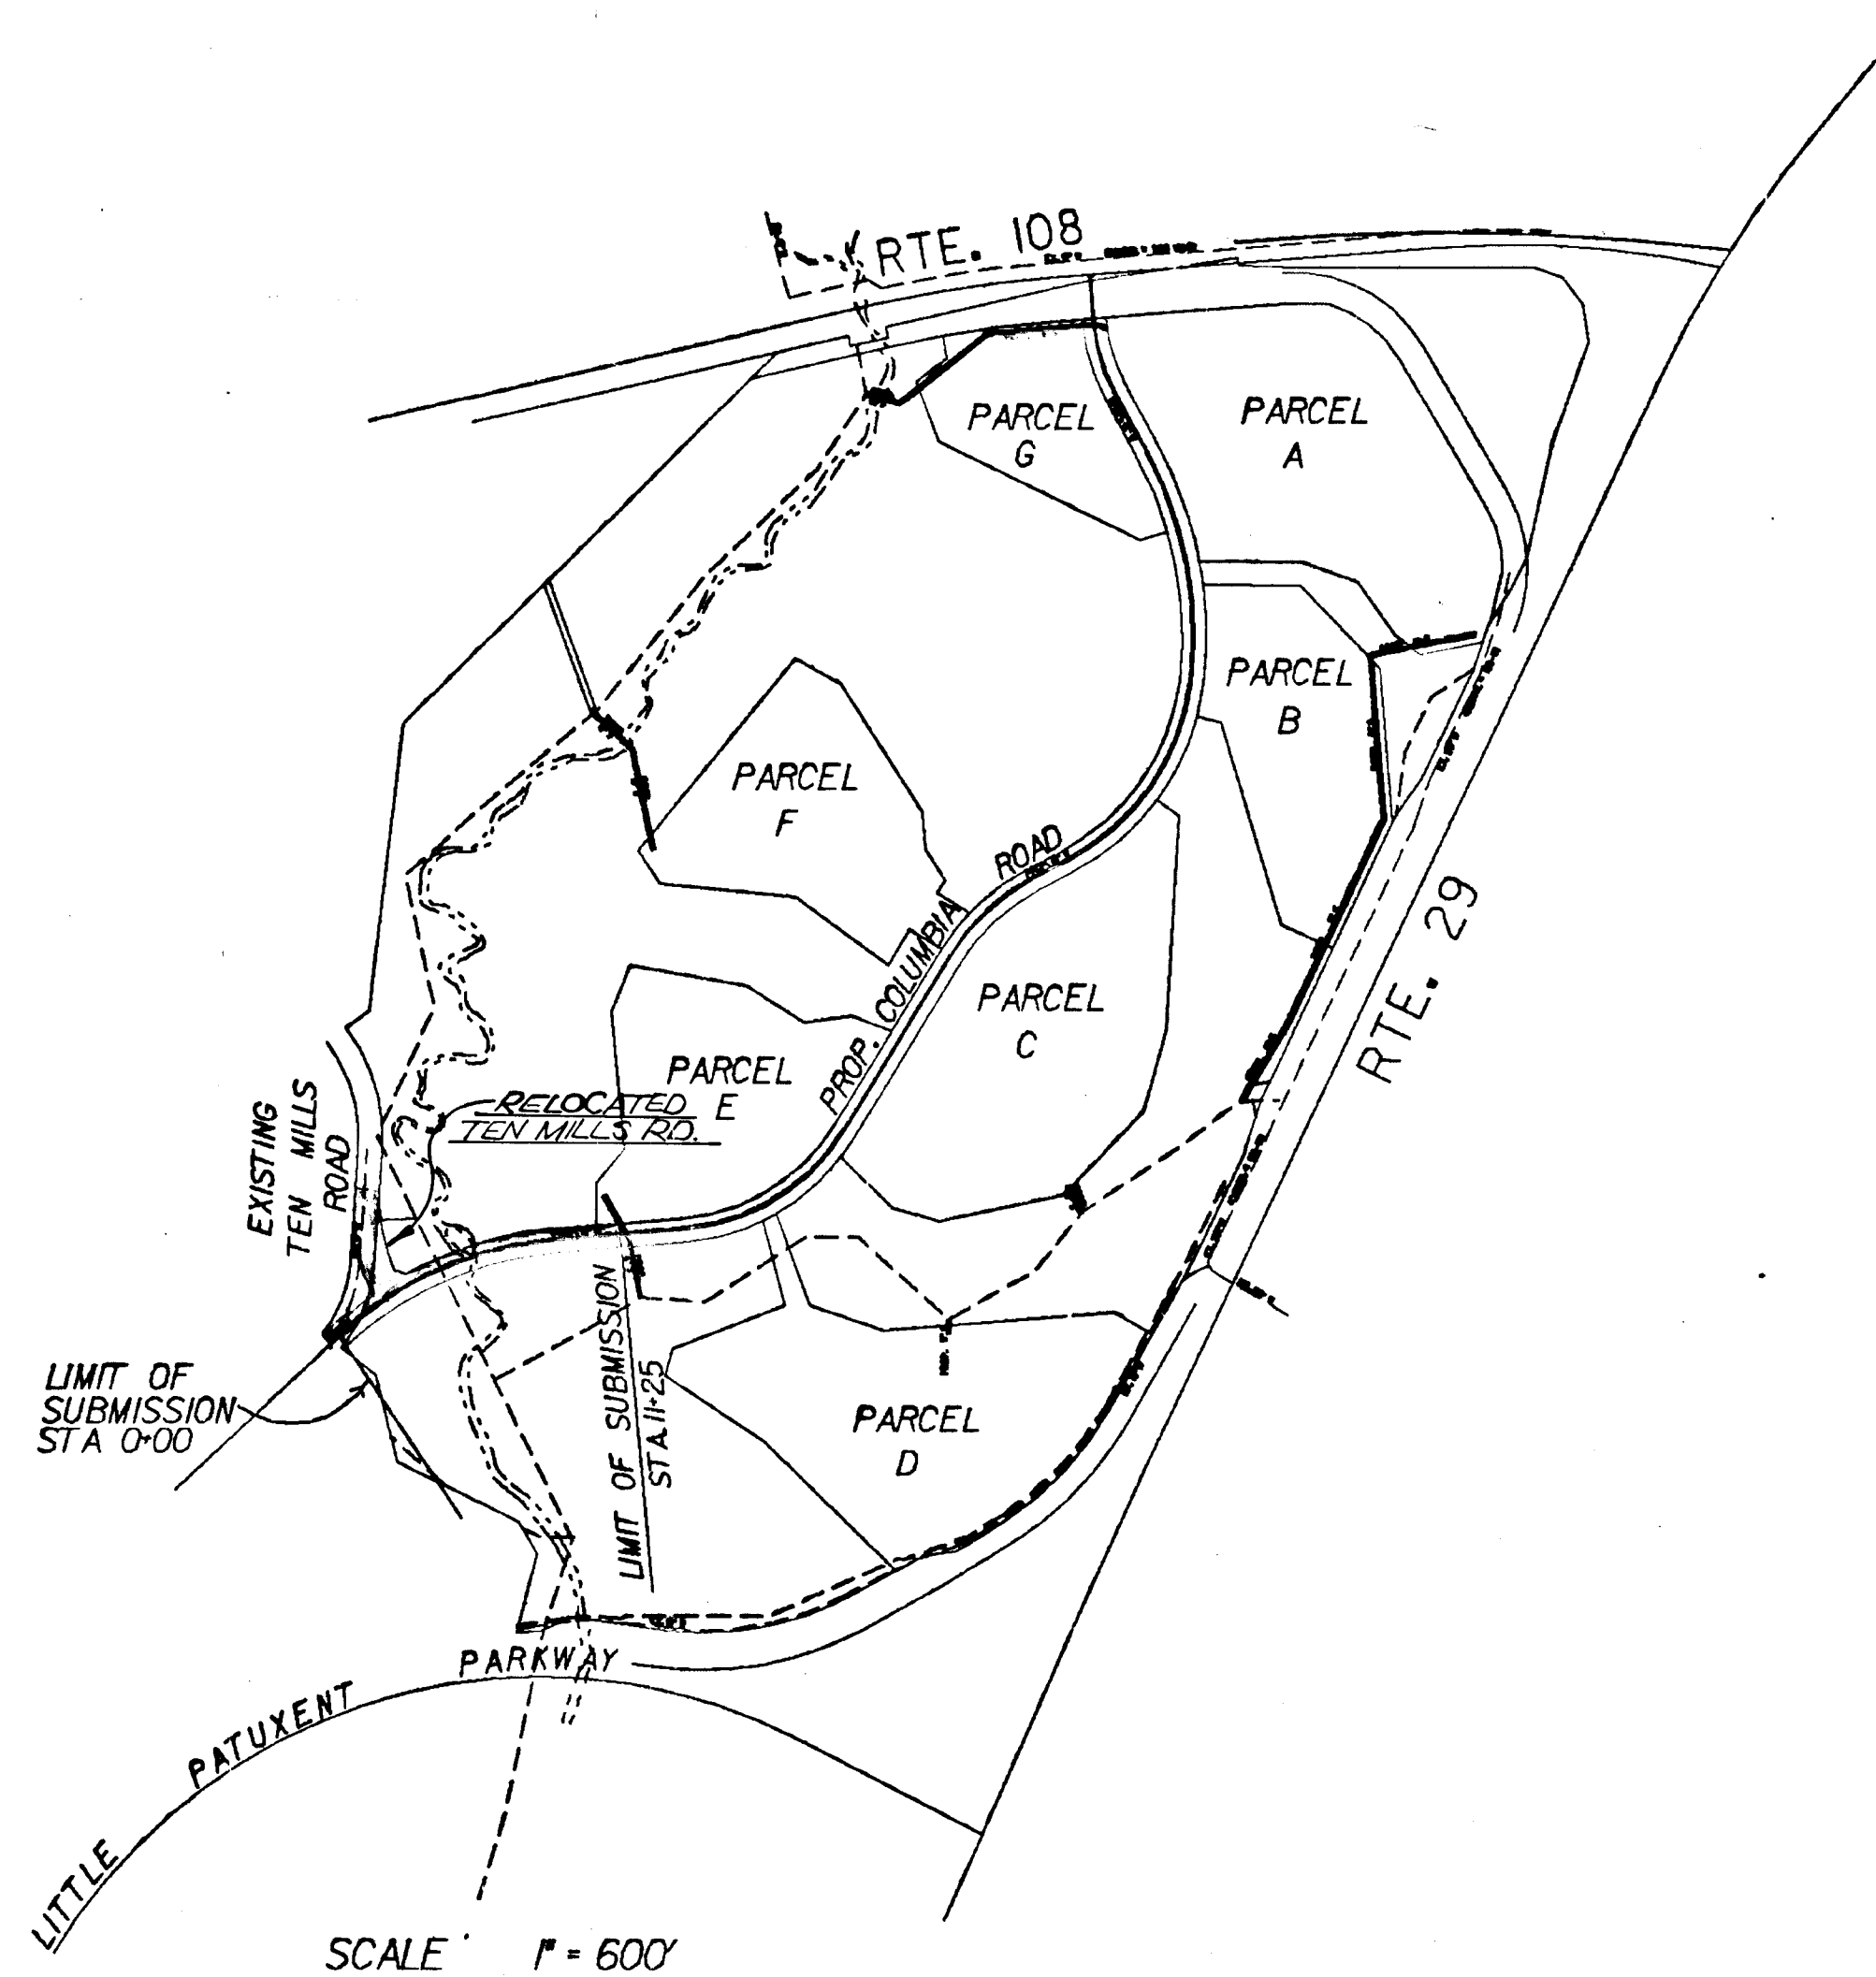 RTE. 108
PARCEL
G
PARCEL
A
PARCEL
B
PARCEL
F
PROP. COLUMBIA ROAD
PARCEL
C
RTE. 29
PARCEL
E
RELOCATED
TEN MILLS RD.
EXISTING
TEN MILLS
ROAD
LIMIT OF
SUBMISSION
STA 0+00
LIMIT OF SUBMISSION
STA 11+25
PARCEL
D
LITTLE PATUXENT PARKWAY
SCALE 1" = 600'